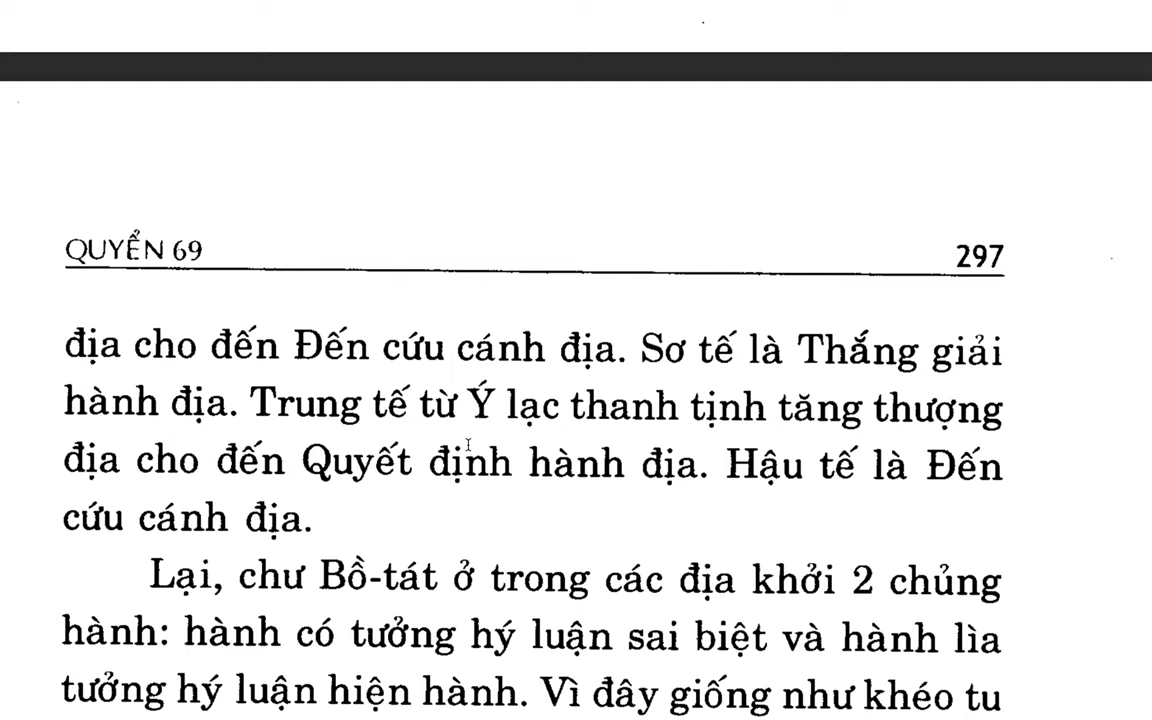 QUYỂN 69
297
địa cho đến Đến cứu cánh địa. Sơ tế là Thắng giải
hành địa. Trung tế từ Ý lạc thanh tịnh tăng thượng
địa cho đến Quyết định hành địa. Hậu tế là Đến
cứu cánh địa.
Lại, chư Bồ-tát ở trong các địa khởi 2 chủng
hành: hành có tưởng hý luận sai biệt và hành lìa
tưởng hý luận hiện hành. Vì đây giống như khéo tu